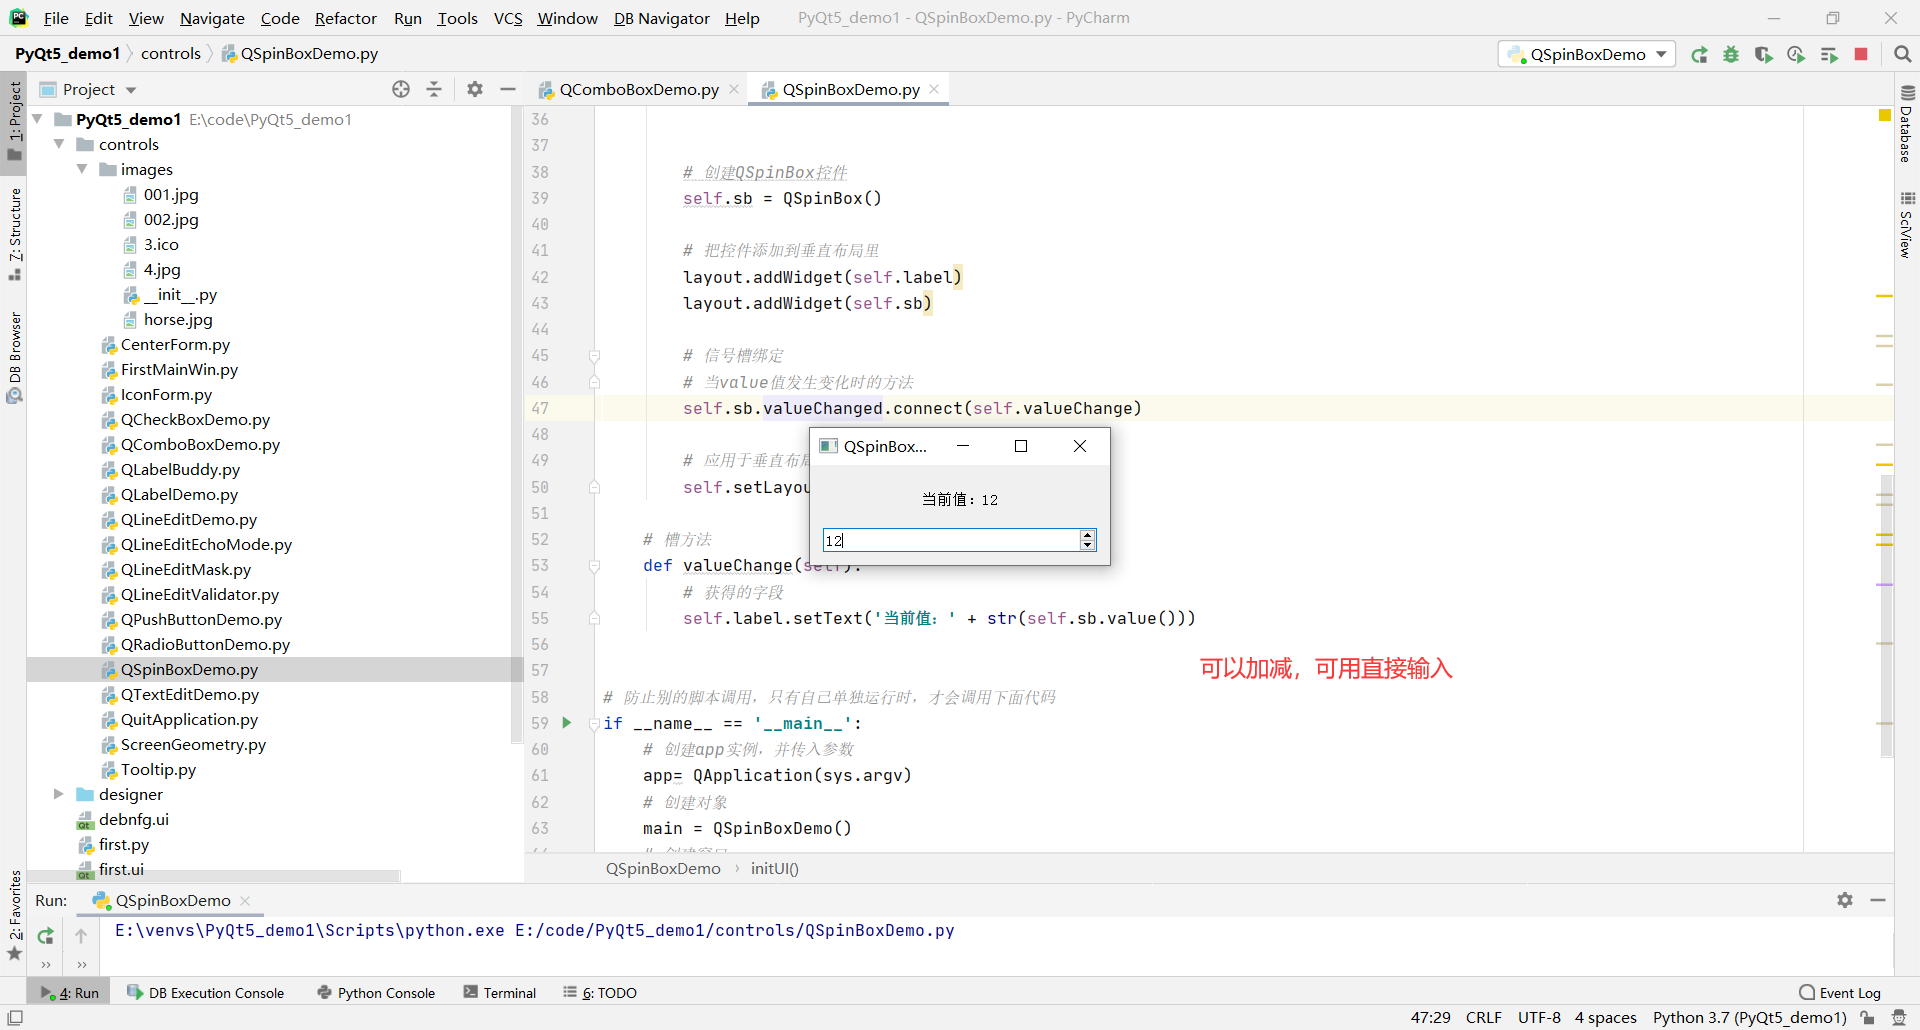 File Edit View Navigate Code Refactor Run Tools VCS Window DB Navigator Help PyQt5_demo1 - QSpinBoxDemo.py - PyCharm
PyQt5_demo1 controls QSpinBoxDemo.py QSpinBoxDemo
Project QComboBoxDemo.py QSpinBoxDemo.py
1: Project
7: Structure
DB Browser
2: Favorites
PyQt5_demo1 E:\code\PyQt5_demo1
controls
images
001.jpg
002.jpg
3.ico
4.jpg
__init__.py
horse.jpg
CenterForm.py
FirstMainWin.py
IconForm.py
QCheckBoxDemo.py
QComboBoxDemo.py
QLabelBuddy.py
QLabelDemo.py
QLineEditDemo.py
QLineEditEchoMode.py
QLineEditMask.py
QLineEditValidator.py
QPushButtonDemo.py
QRadioButtonDemo.py
QSpinBoxDemo.py
QTextEditDemo.py
QuitApplication.py
ScreenGeometry.py
Tooltip.py
designer
debnfg.ui
first.py
first.ui
36
37
38 # 创建QSpinBox控件
39 self.sb = QSpinBox()
40
41 # 把控件添加到垂直布局里
42 layout.addWidget(self.label)
43 layout.addWidget(self.sb)
44
45 # 信号槽绑定
46 # 当value值发生变化时的方法
47 self.sb.valueChanged.connect(self.valueChange)
48
49 # 应用于垂直布局
50 self.setLayou
51
52 # 槽方法
53 def valueChange(self):
54 # 获得的字段
55 self.label.setText('当前值：' + str(self.sb.value()))
56
57
58 # 防止别的脚本调用，只有自己单独运行时，才会调用下面代码
59 if __name__ == '__main__':
60 # 创建app实例，并传入参数
61 app= QApplication(sys.argv)
62 # 创建对象
63 main = QSpinBoxDemo()
QSpinBox...
当前值：12
12
可以加减，可用直接输入
Database
SciView
QSpinBoxDemo › initUI()
Run: QSpinBoxDemo
E:\venvs\PyQt5_demo1\Scripts\python.exe E:/code/PyQt5_demo1/controls/QSpinBoxDemo.py
4: Run DB Execution Console Python Console Terminal 6: TODO Event Log
47:29 CRLF UTF-8 4 spaces Python 3.7 (PyQt5_demo1)